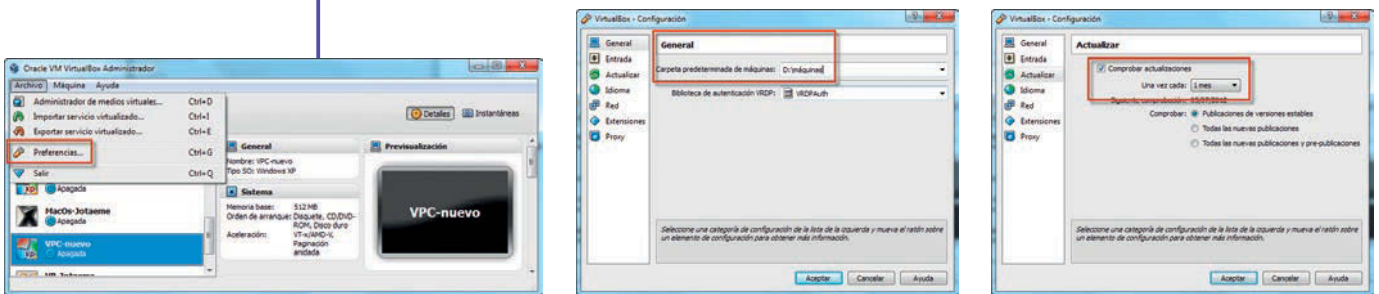 Oracle VM VirtualBox Administrador
Archivo Máquina Ayuda
Administrador de medios virtuales... Ctrl+D
Importar servicio virtualizado... Ctrl+I
Exportar servicio virtualizado... Ctrl+E
Preferencias... Ctrl+G
Salir Ctrl+Q
Detalles Instantáneas
Apagada
MacOs-Jotaeme
Apagada
VPC-nuevo
Apagada
General
Nombre: VPC-nuevo
Tipo SO: Windows XP
Sistema
Memoria base: 512 MB
Orden de arranque: Disquete, CD/DVD-
ROM, Disco duro
Aceleración: VT-x/AMD-V,
Paginación
anidada
Previsualización
VPC-nuevo
VirtualBox - Configuración
General
Entrada
Actualizar
Idioma
Red
Extensiones
Proxy
General
Carpeta predeterminada de máquinas: D:\máquinas
Biblioteca de autenticación VRDP: VRDPAuth
Seleccione una categoría de configuración de la lista de la izquierda y mueva el ratón sobre
un elemento de configuración para obtener más información.
Aceptar Cancelar Ayuda
VirtualBox - Configuración
General
Entrada
Actualizar
Idioma
Red
Extensiones
Proxy
Actualizar
Comprobar actualizaciones
Una vez cada: 1 mes
Siguiente comprobación:
Comprobar: Publicaciones de versiones estables
Todas las nuevas publicaciones
Todas las nuevas publicaciones y pre-publicaciones
Seleccione una categoría de configuración de la lista de la izquierda y mueva el ratón sobre
un elemento de configuración para obtener más información.
Aceptar Cancelar Ayuda